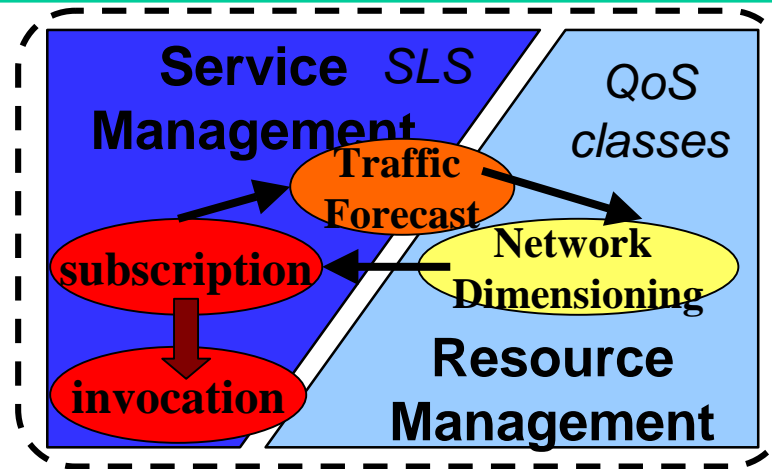 Service SLS
Management
QoS
classes
Traffic
Forecast
subscription
Network
Dimensioning
invocation
Resource
Management